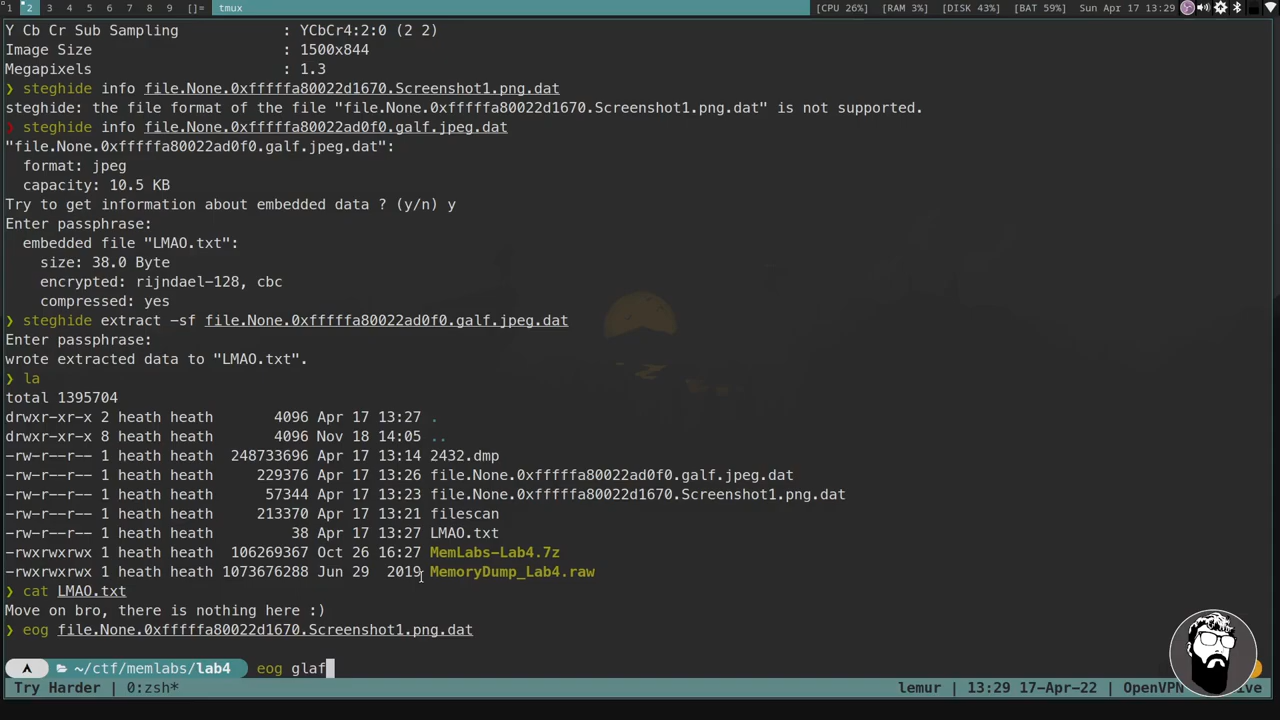 1 2 3 4 5 6 7 8 9 []= tmux [CPU 26%] [RAM 3%] [DISK 43%] [BAT 59%] Sun Apr 17 13:29
Y Cb Cr Sub Sampling : YCbCr4:2:0 (2 2)
Image Size : 1500x844
Megapixels : 1.3
❯ steghide info file.None.0xfffffa80022d1670.Screenshot1.png.dat
steghide: the file format of the file "file.None.0xfffffa80022d1670.Screenshot1.png.dat" is not supported.
❯ steghide info file.None.0xfffffa80022ad0f0.galf.jpeg.dat
"file.None.0xfffffa80022ad0f0.galf.jpeg.dat":
format: jpeg
capacity: 10.5 KB
Try to get information about embedded data ? (y/n) y
Enter passphrase:
embedded file "LMAO.txt":
size: 38.0 Byte
encrypted: rijndael-128, cbc
compressed: yes
❯ steghide extract -sf file.None.0xfffffa80022ad0f0.galf.jpeg.dat
Enter passphrase:
wrote extracted data to "LMAO.txt".
❯ la
total 1395704
drwxr-xr-x 2 heath heath 4096 Apr 17 13:27 .
drwxr-xr-x 8 heath heath 4096 Nov 18 14:05 ..
-rw-r--r-- 1 heath heath 248733696 Apr 17 13:14 2432.dmp
-rw-r--r-- 1 heath heath 229376 Apr 17 13:26 file.None.0xfffffa80022ad0f0.galf.jpeg.dat
-rw-r--r-- 1 heath heath 57344 Apr 17 13:23 file.None.0xfffffa80022d1670.Screenshot1.png.dat
-rw-r--r-- 1 heath heath 213370 Apr 17 13:21 filescan
-rw-r--r-- 1 heath heath 38 Apr 17 13:27 LMAO.txt
-rwxrwxrwx 1 heath heath 106269367 Oct 26 16:27 MemLabs-Lab4.7z
-rwxrwxrwx 1 heath heath 1073676288 Jun 29 2019 MemoryDump_Lab4.raw
❯ cat LMAO.txt
Move on bro, there is nothing here :)
❯ eog file.None.0xfffffa80022d1670.Screenshot1.png.dat
~/ctf/memlabs/lab4 eog glaf
Try Harder | 0:zsh* lemur | 13:29 17-Apr-22 | OpenVPN